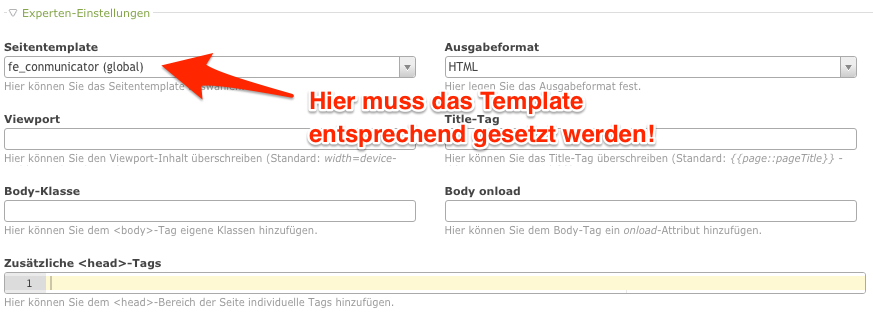 Experten-Einstellungen
Seitentemplate
Ausgabeformat
fe_conmunicator (global)
HTML
Hier können Sie das Seitentemplate
Hier legen Sie das Ausgabeformat fest.
Hier muss das Template
entsprechend gesetzt werden!
Viewport
Title-Tag
Hier können Sie den Viewport-Inhalt überschreiben (Standard: width=device-
Hier können Sie das Title-Tag überschreiben (Standard: {{page::pageTitle}} -
Body-Klasse
Body onload
Hier können Sie dem <body>-Tag eigene Klassen hinzufügen.
Hier können Sie dem Body-Tag ein onload-Attribut hinzufügen.
Zusätzliche <head>-Tags
1
Hier können Sie dem <head>-Bereich der Seite individuelle Tags hinzufügen.